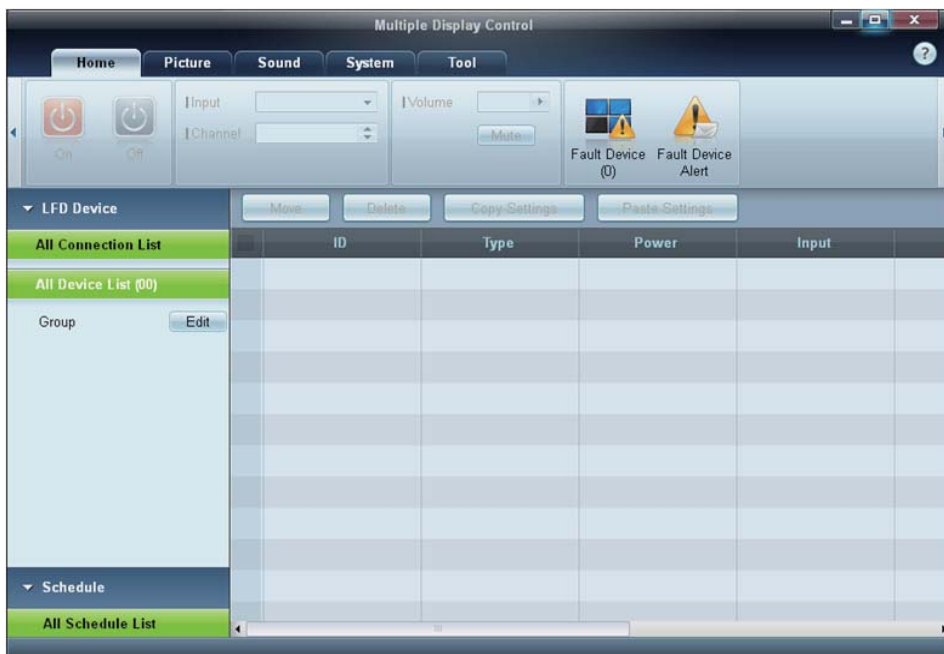 Multiple Display Control
Home Picture Sound System Tool
?
Input
Volume
Channel
Mute
On Off
Fault Device (0)
Fault Device Alert
LFD Device
Move Delete Copy Settings Paste Settings
All Connection List
ID Type Power Input
All Device List (00)
Group Edit
Schedule
All Schedule List